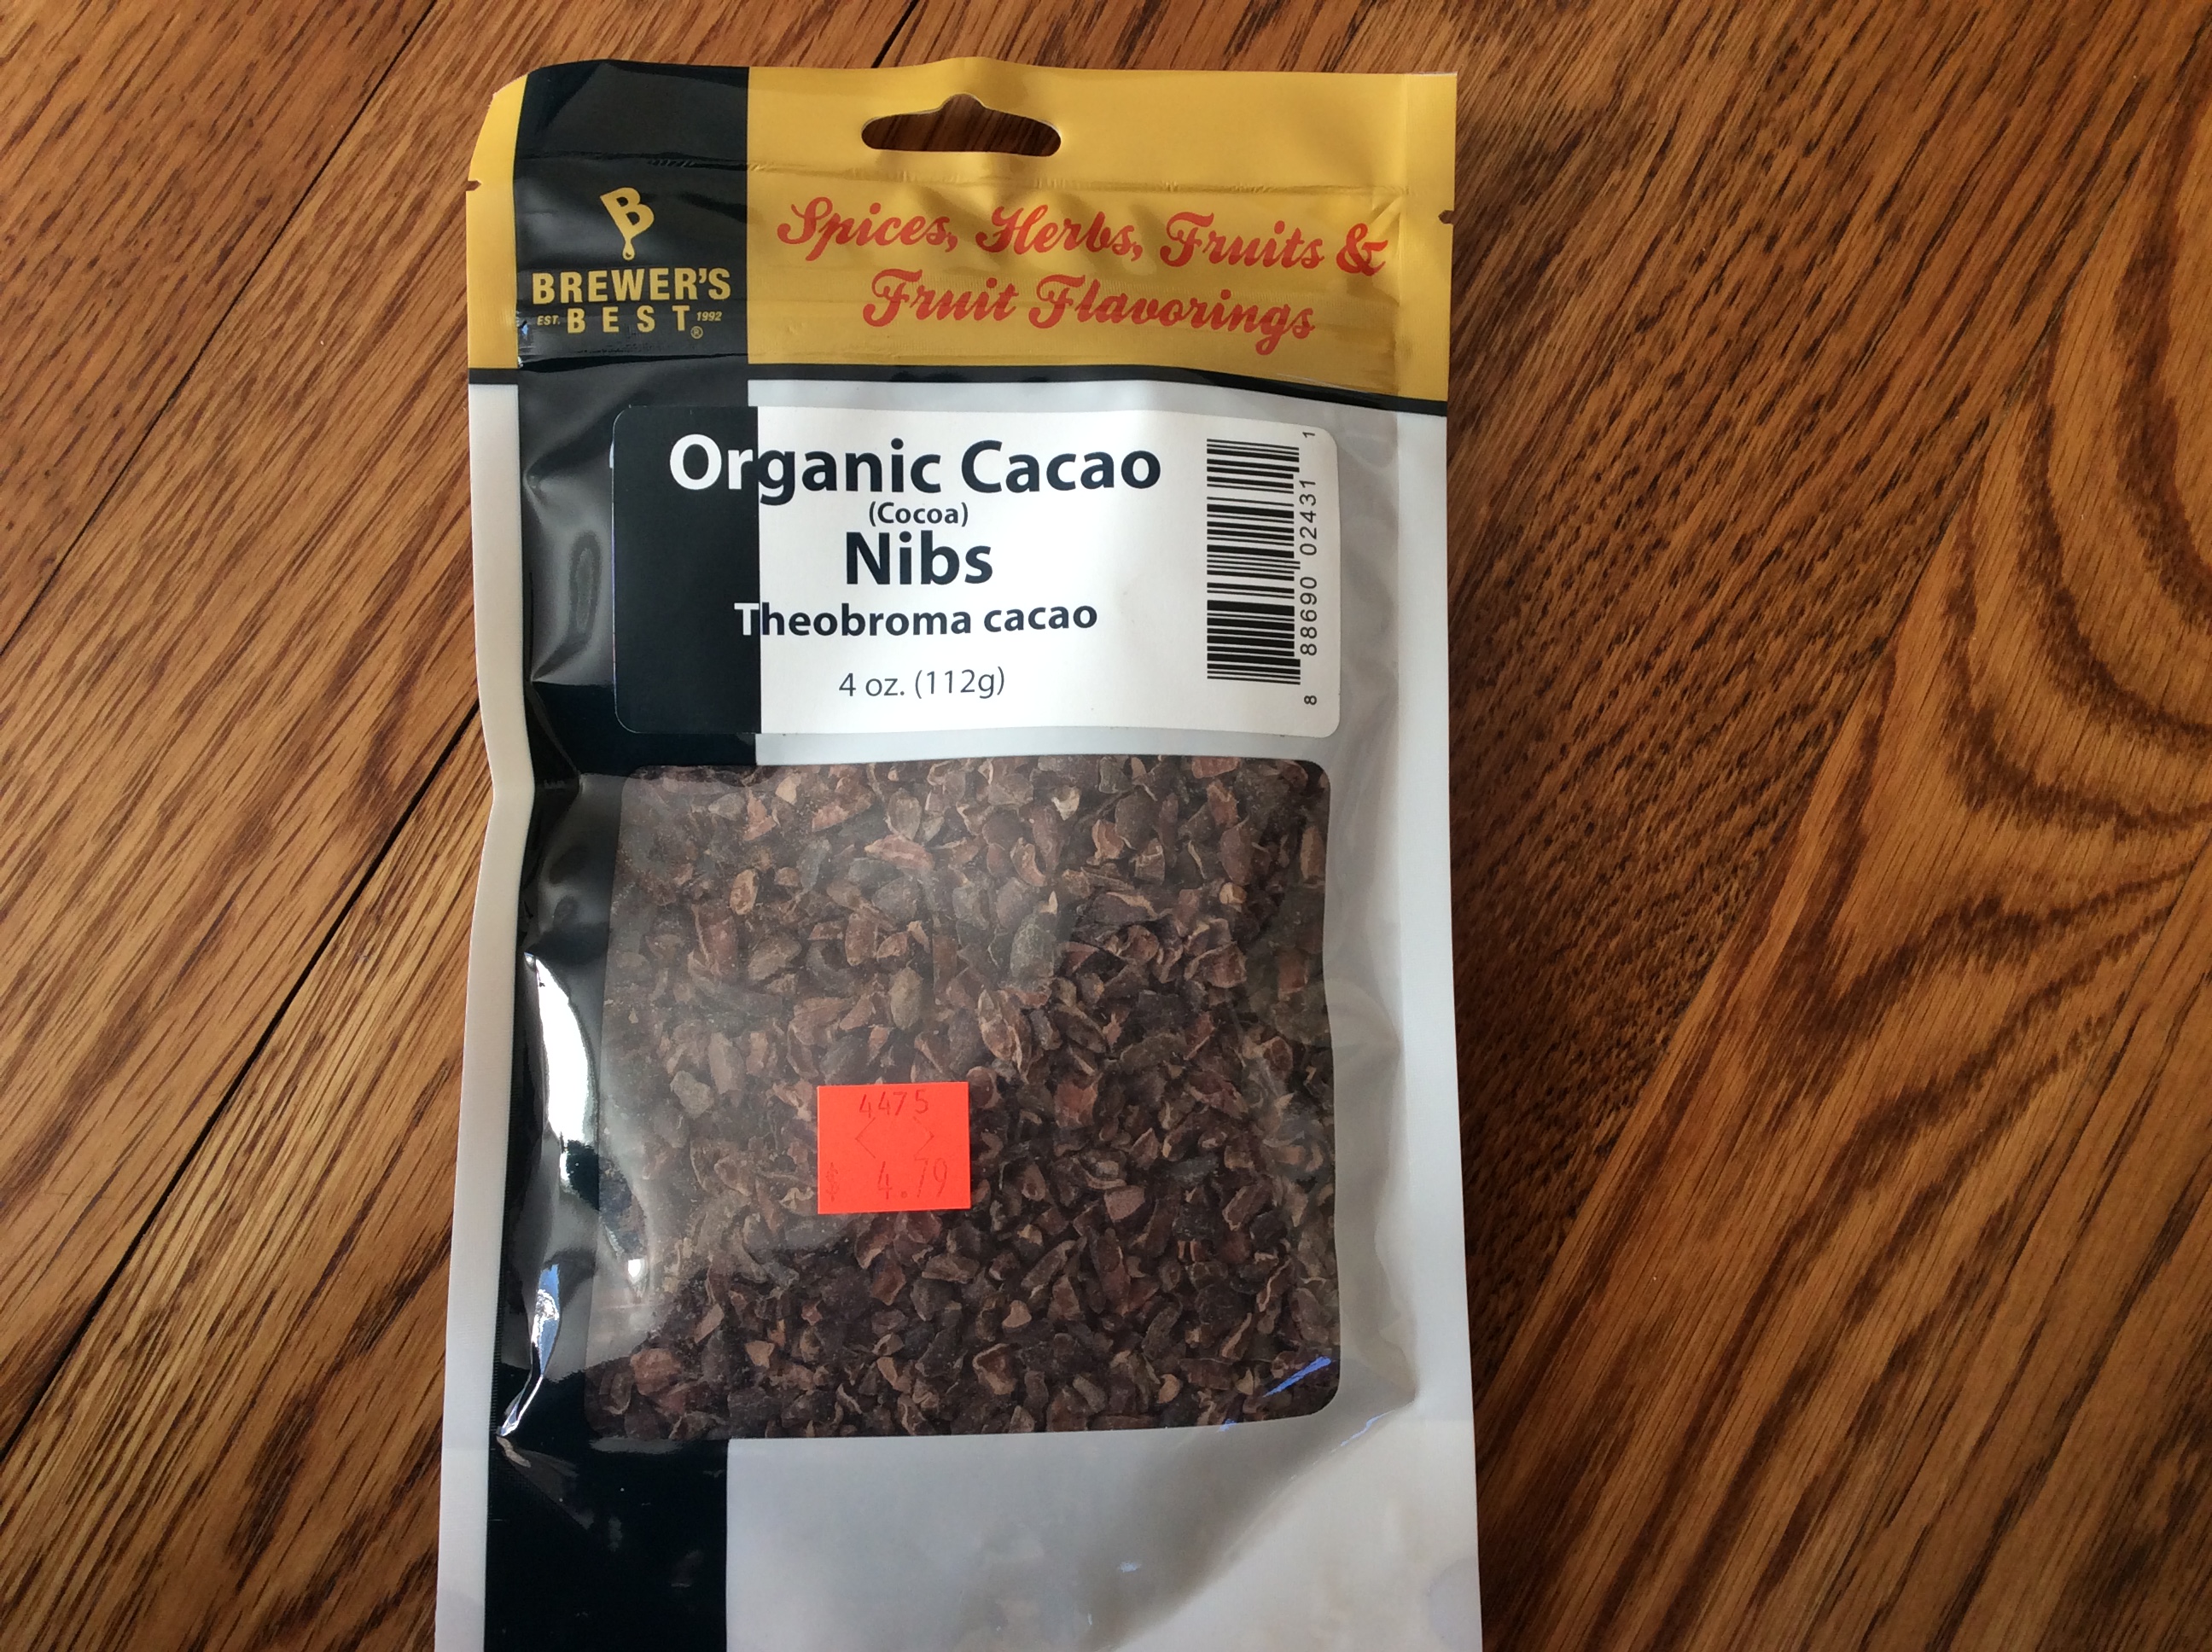 B
BREWER'S
EST. BEST® 1992
Spices, Herbs, Fruits &
Fruit Flavorings
Organic Cacao
(Cocoa)
Nibs
Theobroma cacao
4 oz. (112g)
8 88690 02431 1
4475
4.79